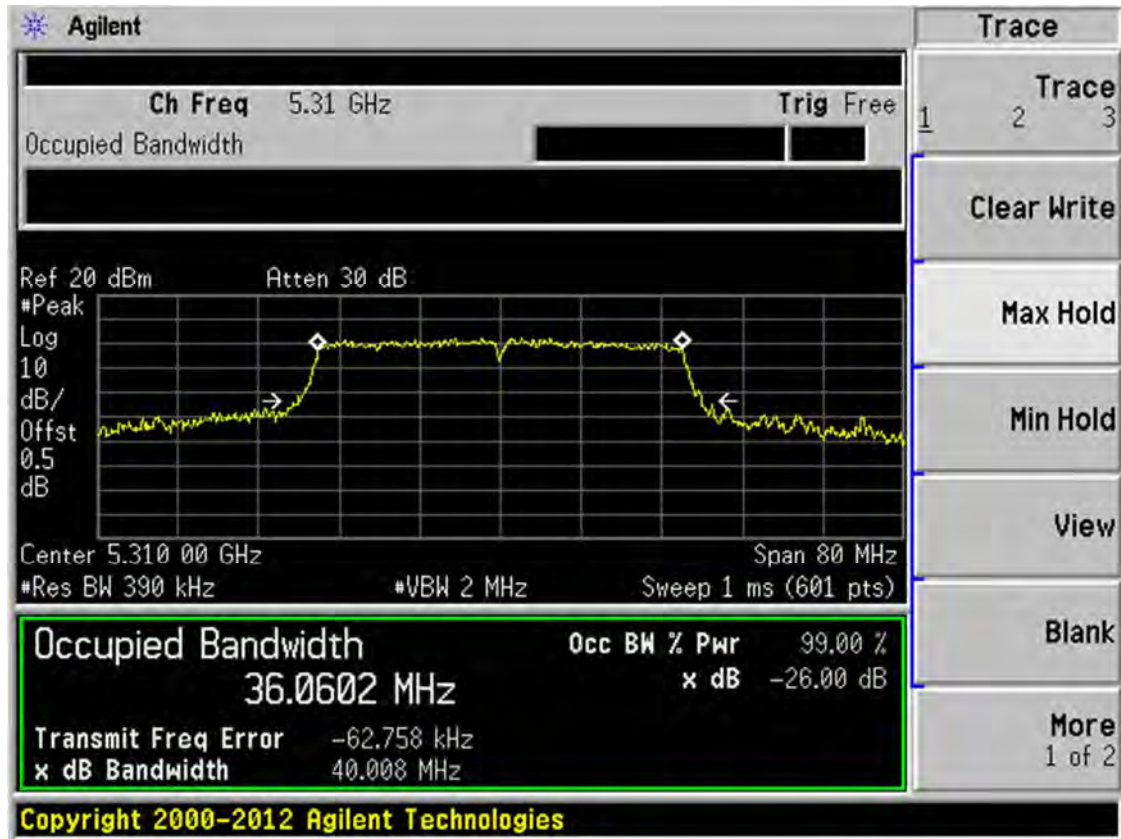 Agilent
Trace
Ch Freq 5.31 GHz Trig Free
Occupied Bandwidth
Trace
1 2 3
Clear Write
Max Hold
Min Hold
View
Blank
More
1 of 2
Ref 20 dBm Atten 30 dB
#Peak
Log
10
dB/
Offst
0.5
dB
Center 5.310 00 GHz Span 80 MHz
#Res BW 390 kHz #VBW 2 MHz Sweep 1 ms (601 pts)
Occupied Bandwidth
36.0602 MHz
Occ BW % Pwr 99.00 %
x dB -26.00 dB
Transmit Freq Error -62.758 kHz
x dB Bandwidth 40.008 MHz
Copyright 2000-2012 Agilent Technologies